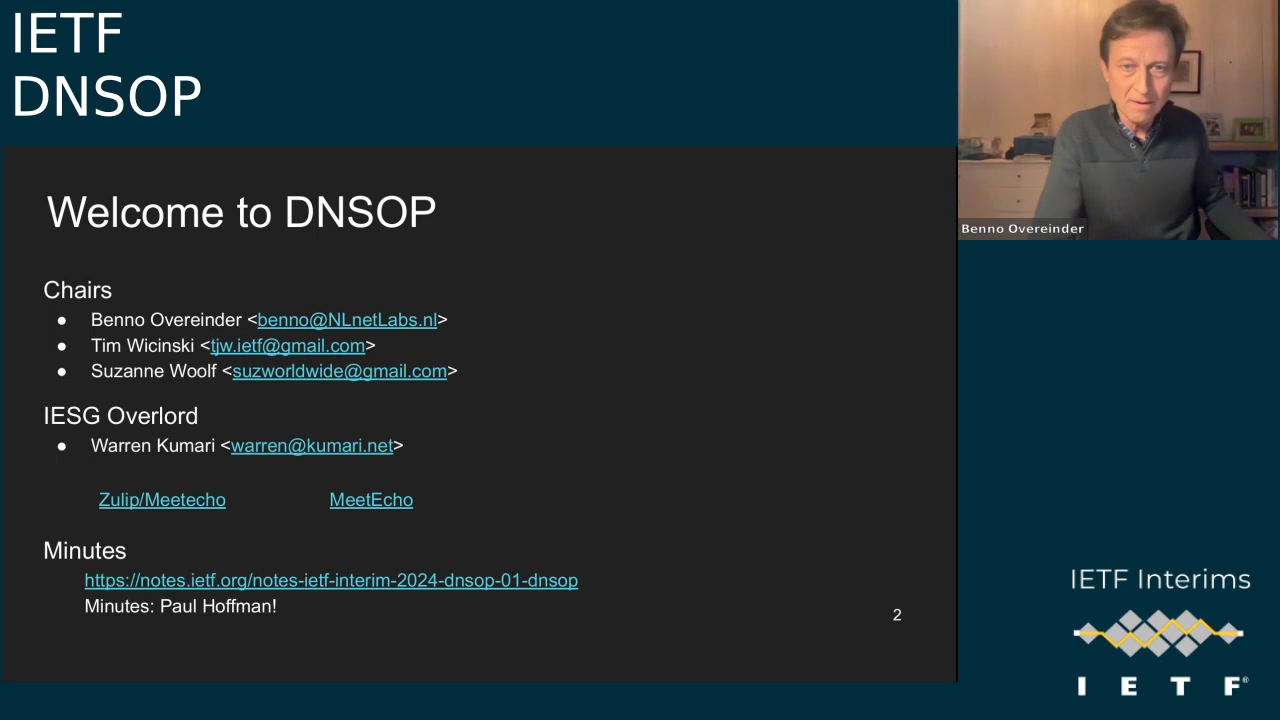 IETF
DNSOP
Welcome to DNSOP
Chairs
● Benno Overeinder <benno@NLnetLabs.nl>
● Tim Wicinski <tjw.ietf@gmail.com>
● Suzanne Woolf <suzworldwide@gmail.com>
IESG Overlord
● Warren Kumari <warren@kumari.net>
Zulip/Meetecho MeetEcho
Minutes
https://notes.ietf.org/notes-ietf-interim-2024-dnsop-01-dnsop
Minutes: Paul Hoffman!
2
Benno Overeinder
IETF Interims
I E T F®